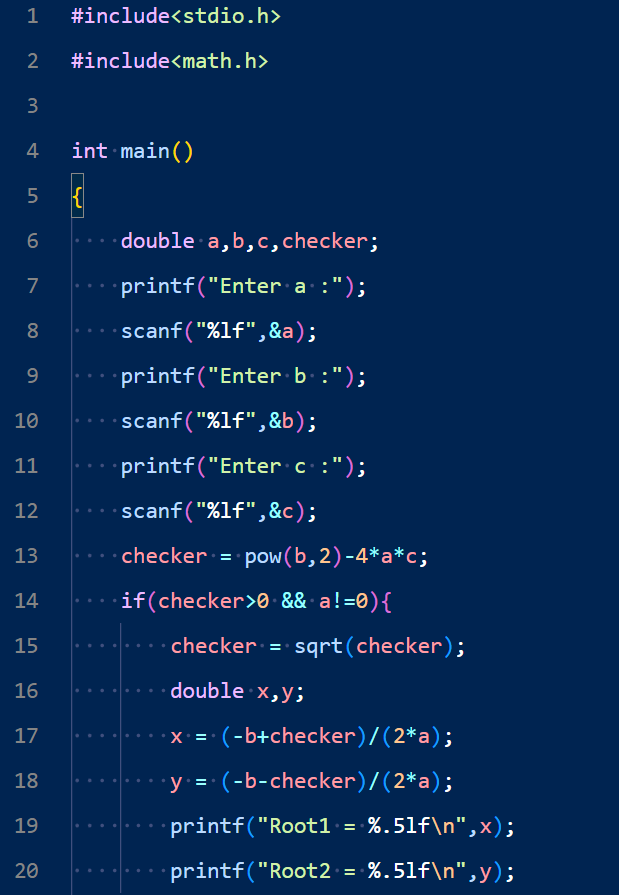 1 #include<stdio.h>
2 #include<math.h>
3
4 int main()
5 {
6 double a,b,c,checker;
7 printf("Enter a :");
8 scanf("%lf",&a);
9 printf("Enter b :");
10 scanf("%lf",&b);
11 printf("Enter c :");
12 scanf("%lf",&c);
13 checker = pow(b,2)-4*a*c;
14 if(checker>0 && a!=0){
15 checker = sqrt(checker);
16 double x,y;
17 x = (-b+checker)/(2*a);
18 y = (-b-checker)/(2*a);
19 printf("Root1 = %.5lf\n",x);
20 printf("Root2 = %.5lf\n",y);